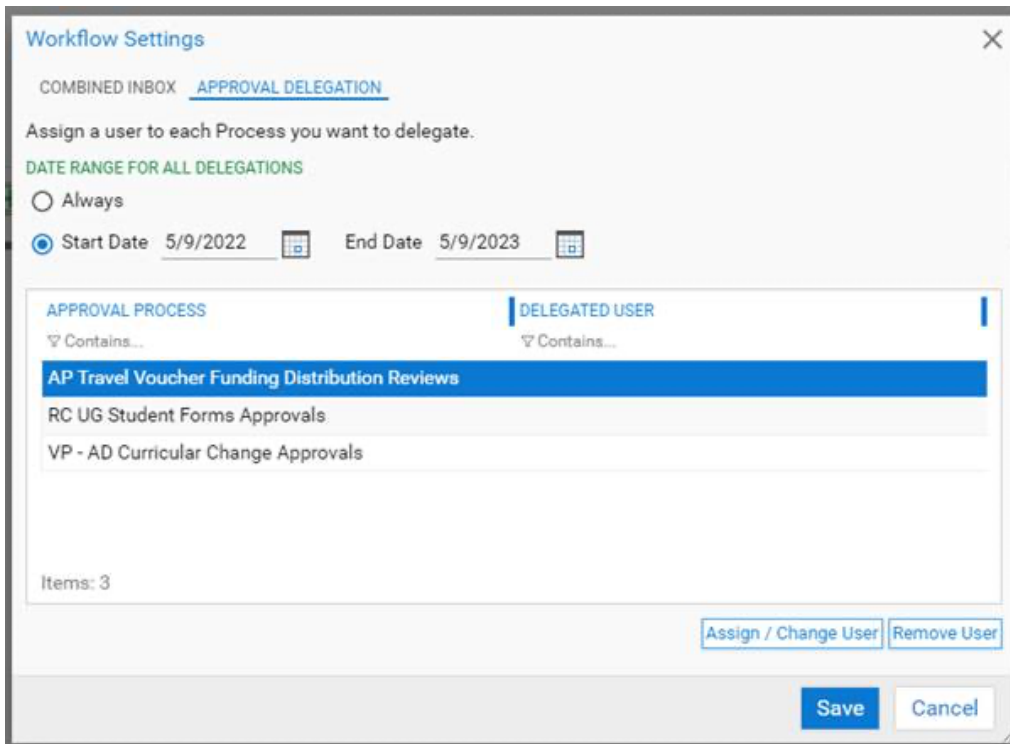 Workflow Settings
COMBINED INBOX APPROVAL DELEGATION
Assign a user to each Process you want to delegate.
DATE RANGE FOR ALL DELEGATIONS
Always
Start Date 5/9/2022 End Date 5/9/2023
APPROVAL PROCESS DELEGATED USER
Contains... Contains...
AP Travel Voucher Funding Distribution Reviews
RC UG Student Forms Approvals
VP - AD Curricular Change Approvals
Items: 3
Assign / Change User Remove User
Save Cancel